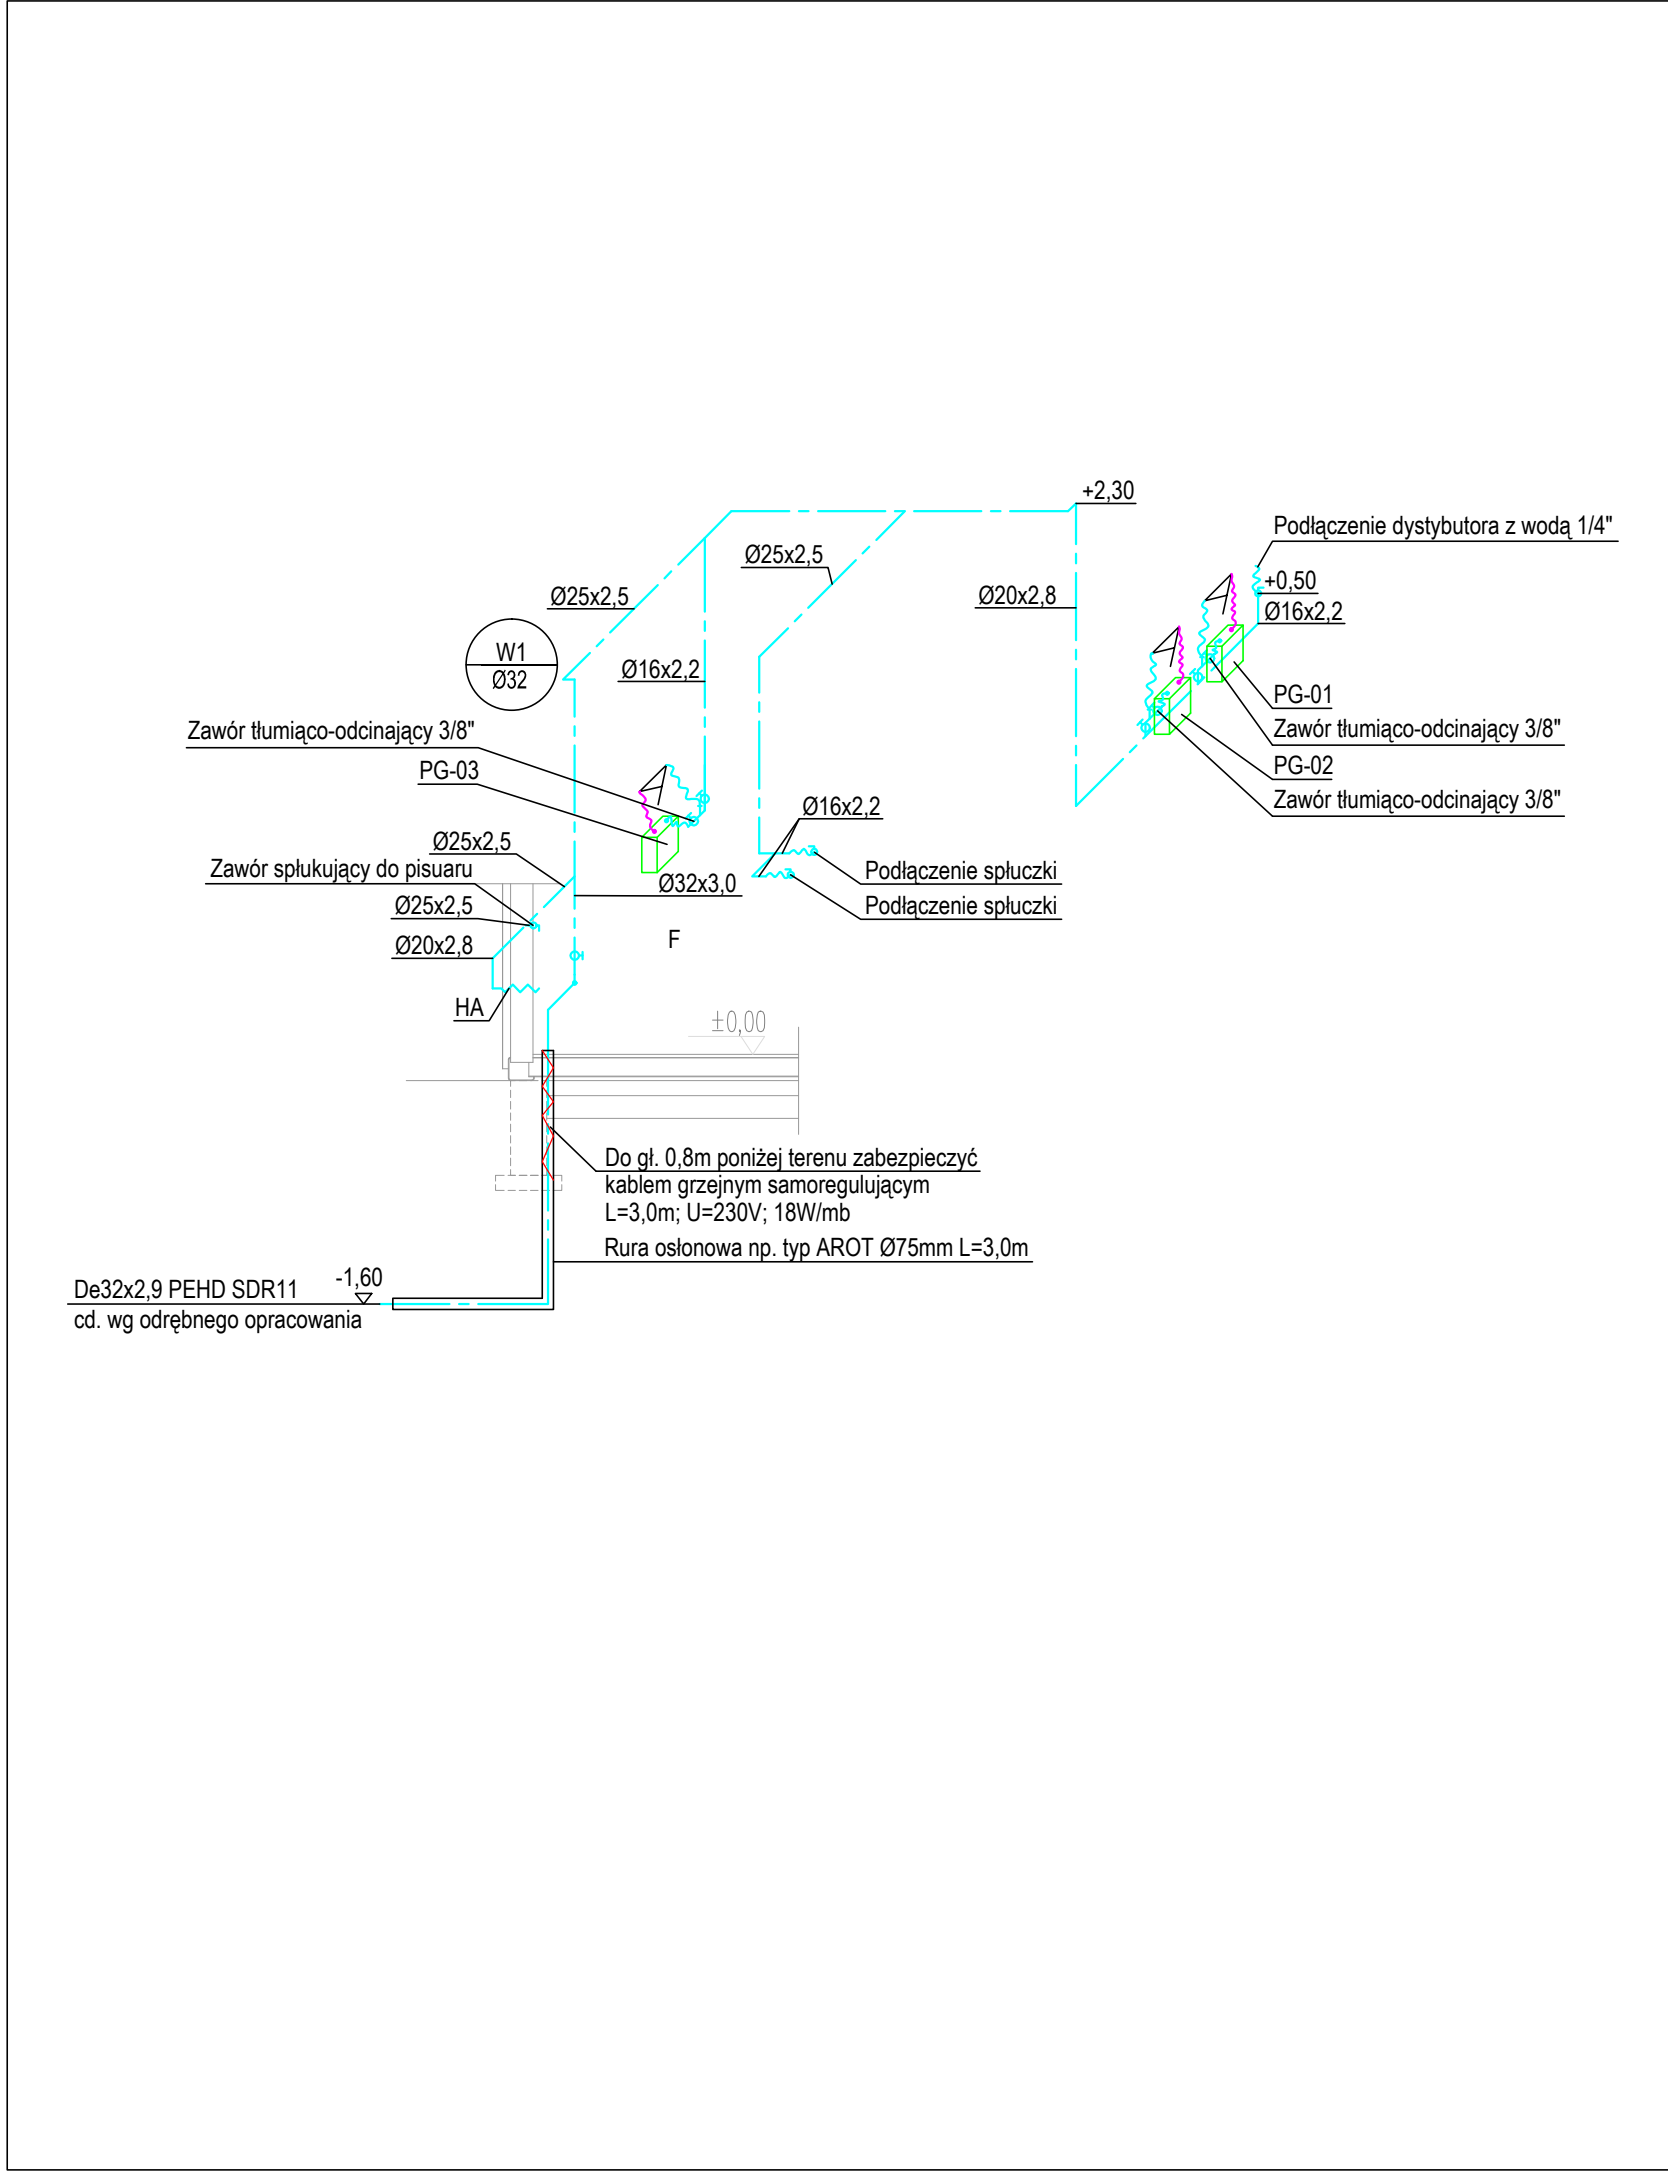 +2,30
Podłączenie dystybutora z wodą 1/4"
Ø25x2,5
+0,50
Ø25x2,5
Ø20x2,8
Ø16x2,2
W1
Ø32
Ø16x2,2
PG-01
Zawór tłumiąco-odcinający 3/8"
Zawór tłumiąco-odcinający 3/8"
PG-03
PG-02
Zawór tłumiąco-odcinający 3/8"
Ø16x2,2
Ø25x2,5
Zawór spłukujący do pisuaru
Podłączenie spłuczki
Ø32x3,0
Ø25x2,5
Podłączenie spłuczki
Ø20x2,8
F
HA
±0,00
Do gł. 0,8m poniżej terenu zabezpieczyć
kablem grzejnym samoregulującym
L=3,0m; U=230V; 18W/mb
Rura osłonowa np. typ AROT Ø75mm L=3,0m
-1,60
De32x2,9 PEHD SDR11
cd. wg odrębnego opracowania